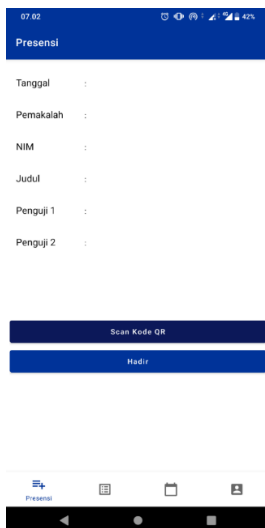 07.02 42%
Presensi
Tanggal :
Pemakalah :
NIM :
Judul :
Penguji 1 :
Penguji 2 :
Scan Kode QR
Hadir
Presensi